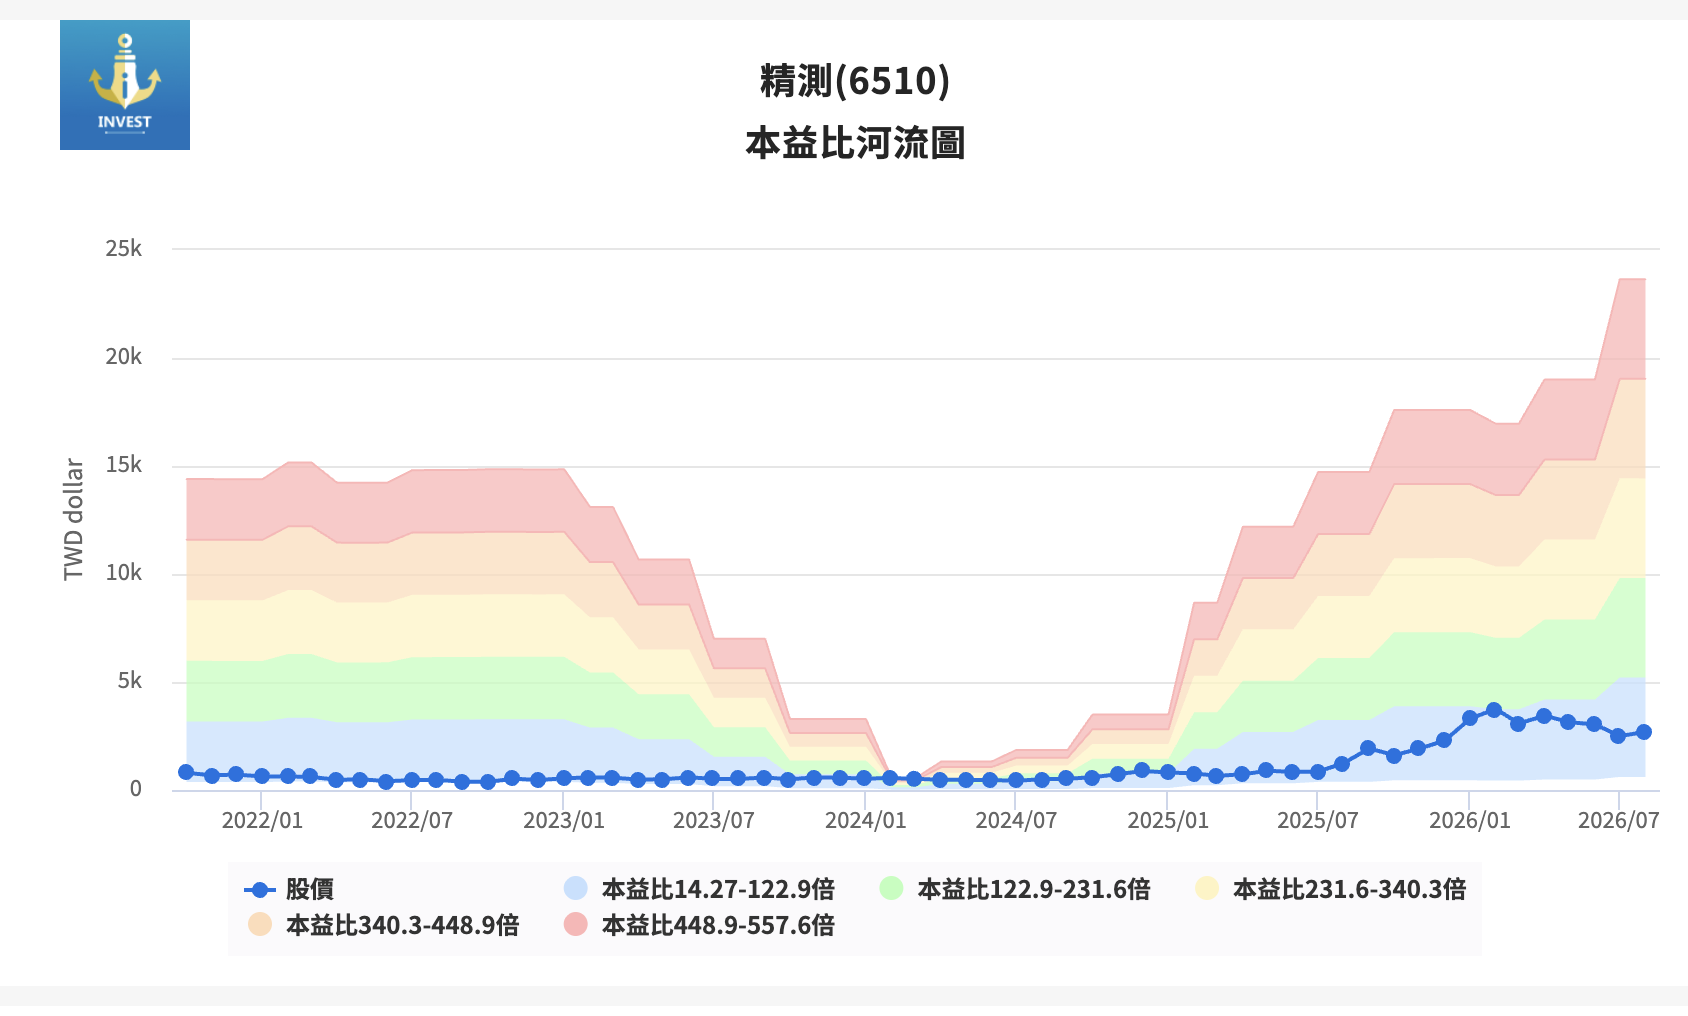 INVEST
精測(6510)
本益比河流圖
25k
20k
15k
10k
5k
0
TWD dollar
2022/01 2022/07 2023/01 2023/07 2024/01 2024/07 2025/01 2025/07 2026/01 2026/07
股價 本益比14.27-122.9倍 本益比122.9-231.6倍 本益比231.6-340.3倍
本益比340.3-448.9倍 本益比448.9-557.6倍